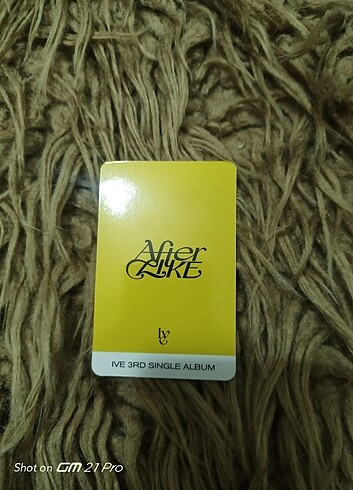 After
LIKE
IVE
IVE 3RD SINGLE ALBUM
Shot on GM 21 Pro